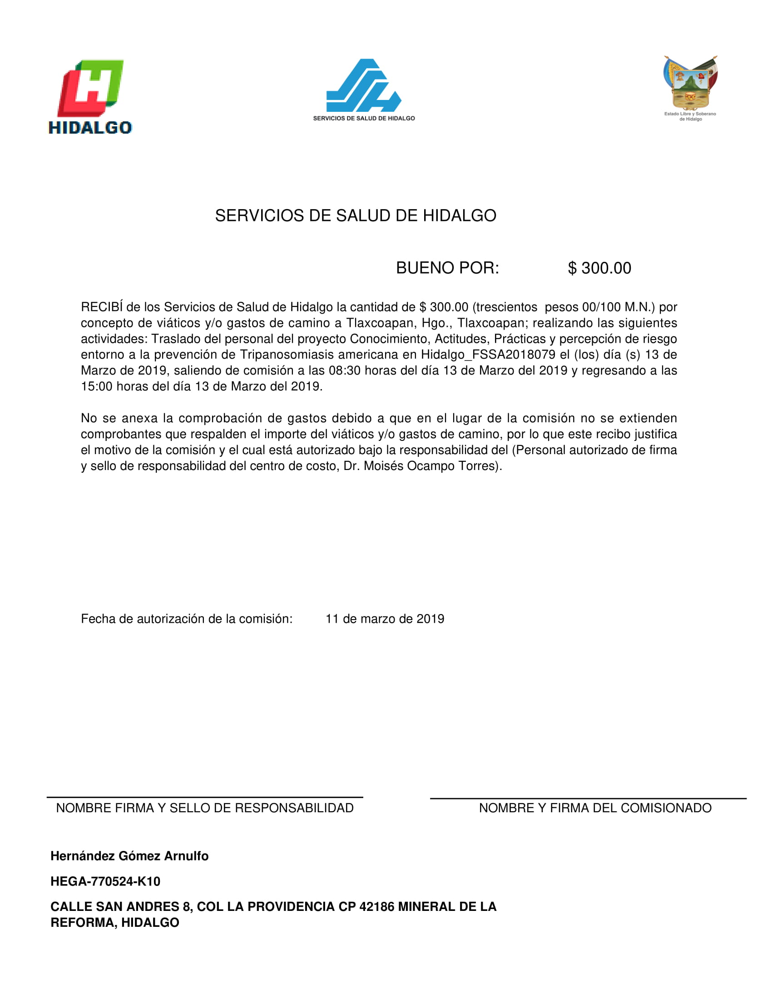 HIDALGO
SERVICIOS DE SALUD DE HIDALGO
Estado Libre y Soberano
de Hidalgo
SERVICIOS DE SALUD DE HIDALGO
BUENO POR: $ 300.00
RECIBÍ de los Servicios de Salud de Hidalgo la cantidad de $ 300.00 (trescientos  pesos 00/100 M.N.) por
concepto de viáticos y/o gastos de camino a Tlaxcoapan, Hgo., Tlaxcoapan; realizando las siguientes
actividades: Traslado del personal del proyecto Conocimiento, Actitudes, Prácticas y percepción de riesgo
entorno a la prevención de Tripanosomiasis americana en Hidalgo_FSSA2018079 el (los) día (s) 13 de
Marzo de 2019, saliendo de comisión a las 08:30 horas del día 13 de Marzo del 2019 y regresando a las
15:00 horas del día 13 de Marzo del 2019.
No se anexa la comprobación de gastos debido a que en el lugar de la comisión no se extienden
comprobantes que respalden el importe del viáticos y/o gastos de camino, por lo que este recibo justifica
el motivo de la comisión y el cual está autorizado bajo la responsabilidad del (Personal autorizado de firma
y sello de responsabilidad del centro de costo, Dr. Moisés Ocampo Torres).
Fecha de autorización de la comisión: 11 de marzo de 2019
NOMBRE FIRMA Y SELLO DE RESPONSABILIDAD NOMBRE Y FIRMA DEL COMISIONADO
Hernández Gómez Arnulfo
HEGA-770524-K10
CALLE SAN ANDRES 8, COL LA PROVIDENCIA CP 42186 MINERAL DE LA
REFORMA, HIDALGO